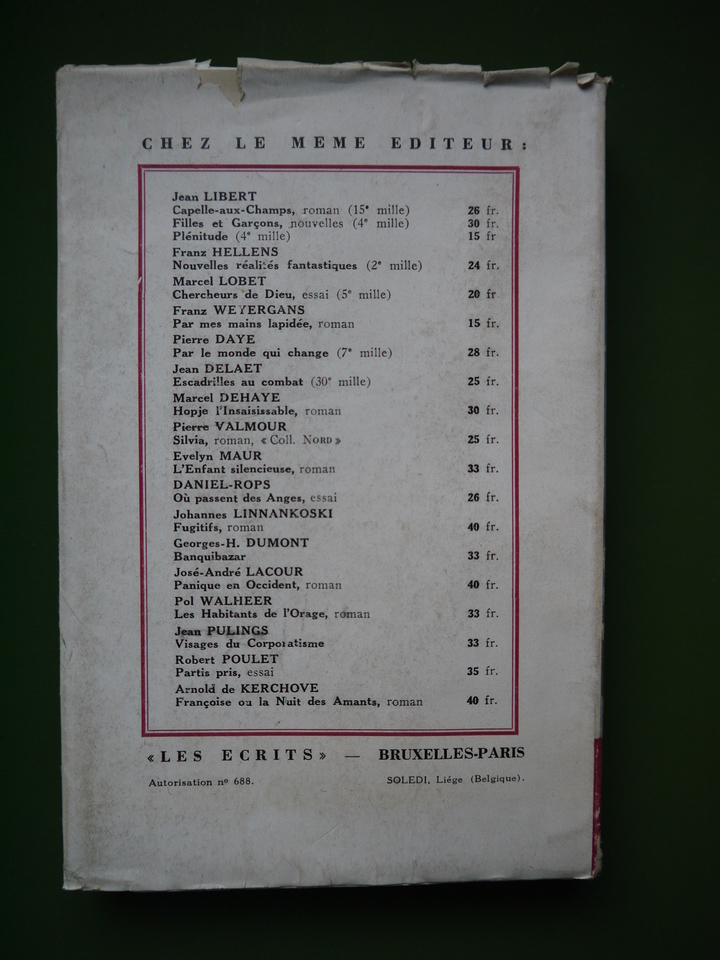 CHEZ LE MEME EDITEUR:
Jean LIBERT
Capelle-aux-Champs, roman (15e mille) 26 fr.
Filles et Garçons, nouvelles (4e mille) 30 fr.
Plénitude (4e mille) 15 fr
Franz HELLENS
Nouvelles réalités fantastiques (2e mille) 24 fr.
Marcel LOBET
Chercheurs de Dieu, essai (5e mille) 20 fr
Franz WEYERGANS
Par mes mains lapidée, roman 15 fr.
Pierre DAYE
Par le monde qui change (7e mille) 28 fr.
Jean DELAET
Escadrilles au combat (30e mille) 25 fr.
Marcel DEHAYE
Hopje l'Insaisissable, roman 30 fr.
Pierre VALMOUR
Silvia, roman, « Coll. NORD » 25 fr.
Evelyn MAUR
L'Enfant silencieuse, roman 33 fr.
DANIEL-ROPS
Où passent des Anges, essai 26 fr.
Johannes LINNANKOSKI
Fugitifs, roman 40 fr.
Georges-H. DUMONT
Banquibazar 33 fr.
José-André LACOUR
Panique en Occident, roman 40 fr.
Pol WALHEER
Les Habitants de l'Orage, roman 33 fr.
Jean PULINGS
Visages du Corporatisme 33 fr.
Robert POULET
Partis pris, essai 35 fr.
Arnold de KERCHOVE
Françoise ou la Nuit des Amants, roman 40 fr.
« LES ECRITS » — BRUXELLES-PARIS
Autorisation no 688. SOLEDI, Liége (Belgique).